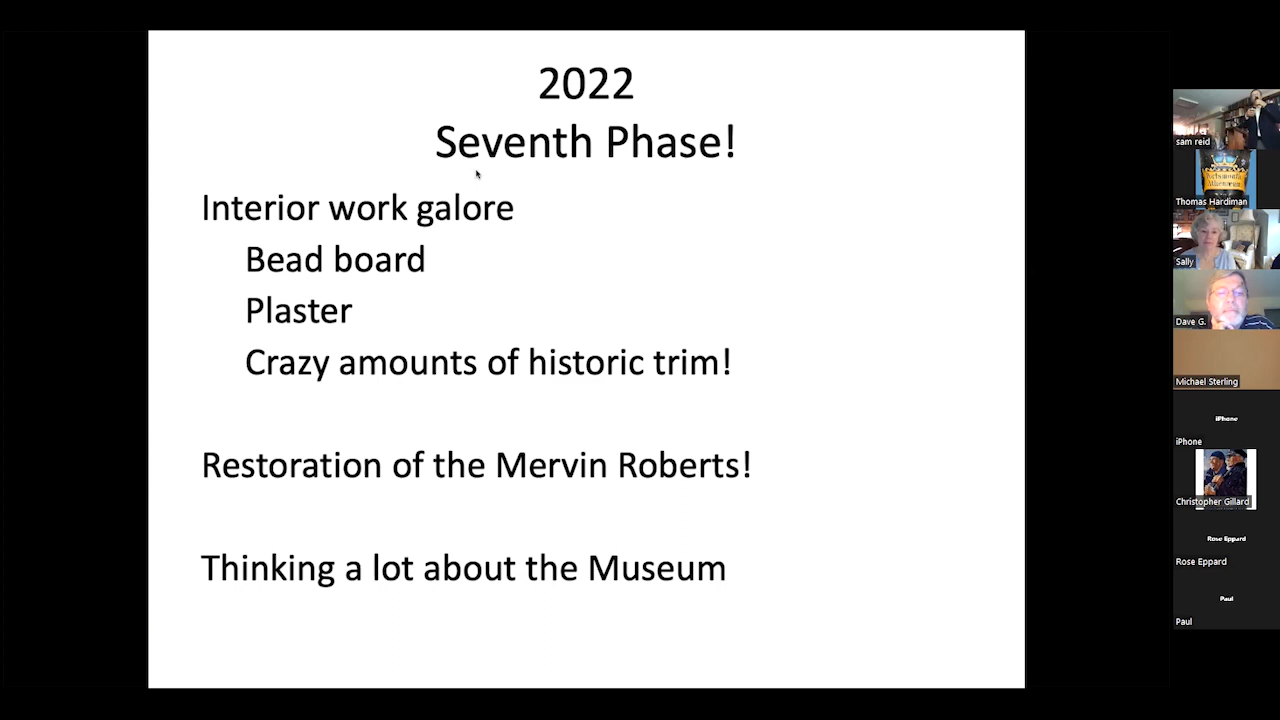 2022
Seventh Phase!
Interior work galore
Bead board
Plaster
Crazy amounts of historic trim!
Restoration of the Mervin Roberts!
Thinking a lot about the Museum
sam reid
Portsmouth
Athenæum
Thomas Hardiman
Sally
Dave G.
Michael Sterling
iPhone
iPhone
Christopher Gillard
Rose Eppard
Rose Eppard
Paul
Paul